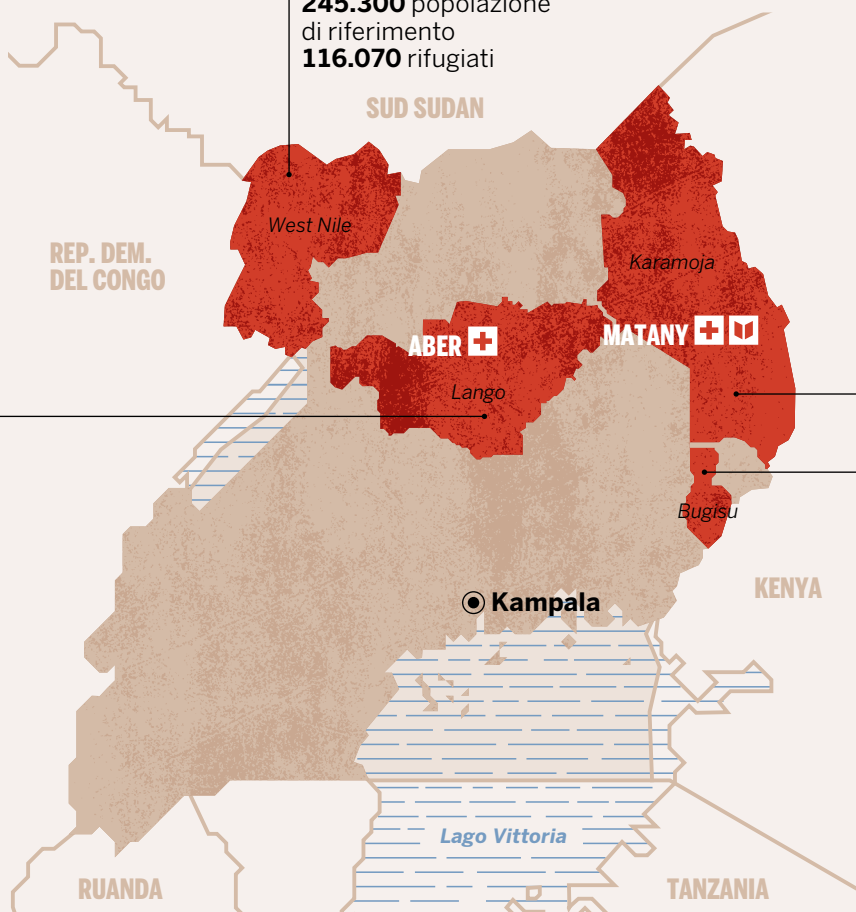 245.300 popolazione
di riferimento
116.070 rifugiati
SUD SUDAN
West Nile
REP. DEM.
DEL CONGO
Karamoja
ABER
MATANY
Lango
Bugisu
KENYA
Kampala
Lago Vittoria
RUANDA
TANZANIA